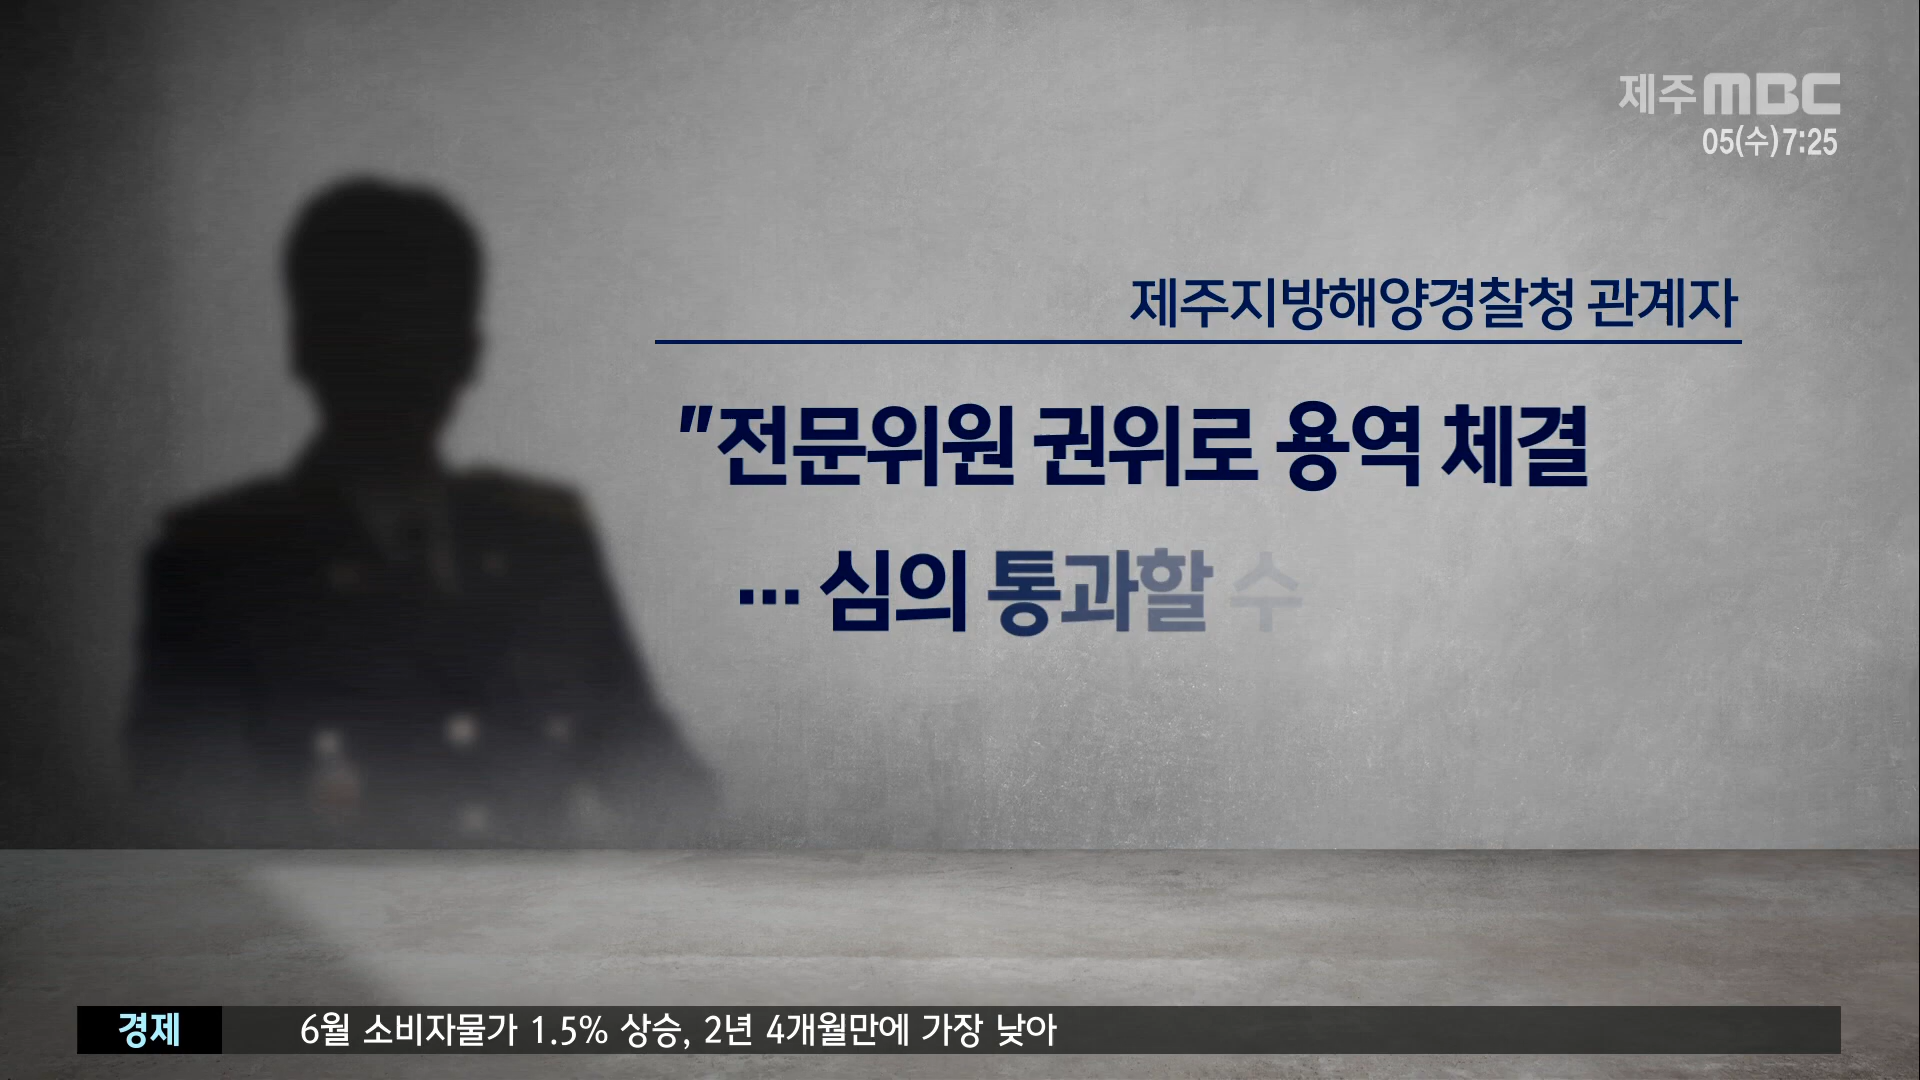 제주MBC
05(수)7:25
제주지방해양경찰청 관계자
"전문위원 권위로 용역 체결
… 심의 통과할 수
경제
6월 소비자물가 1.5% 상승, 2년 4개월만에 가장 낮아